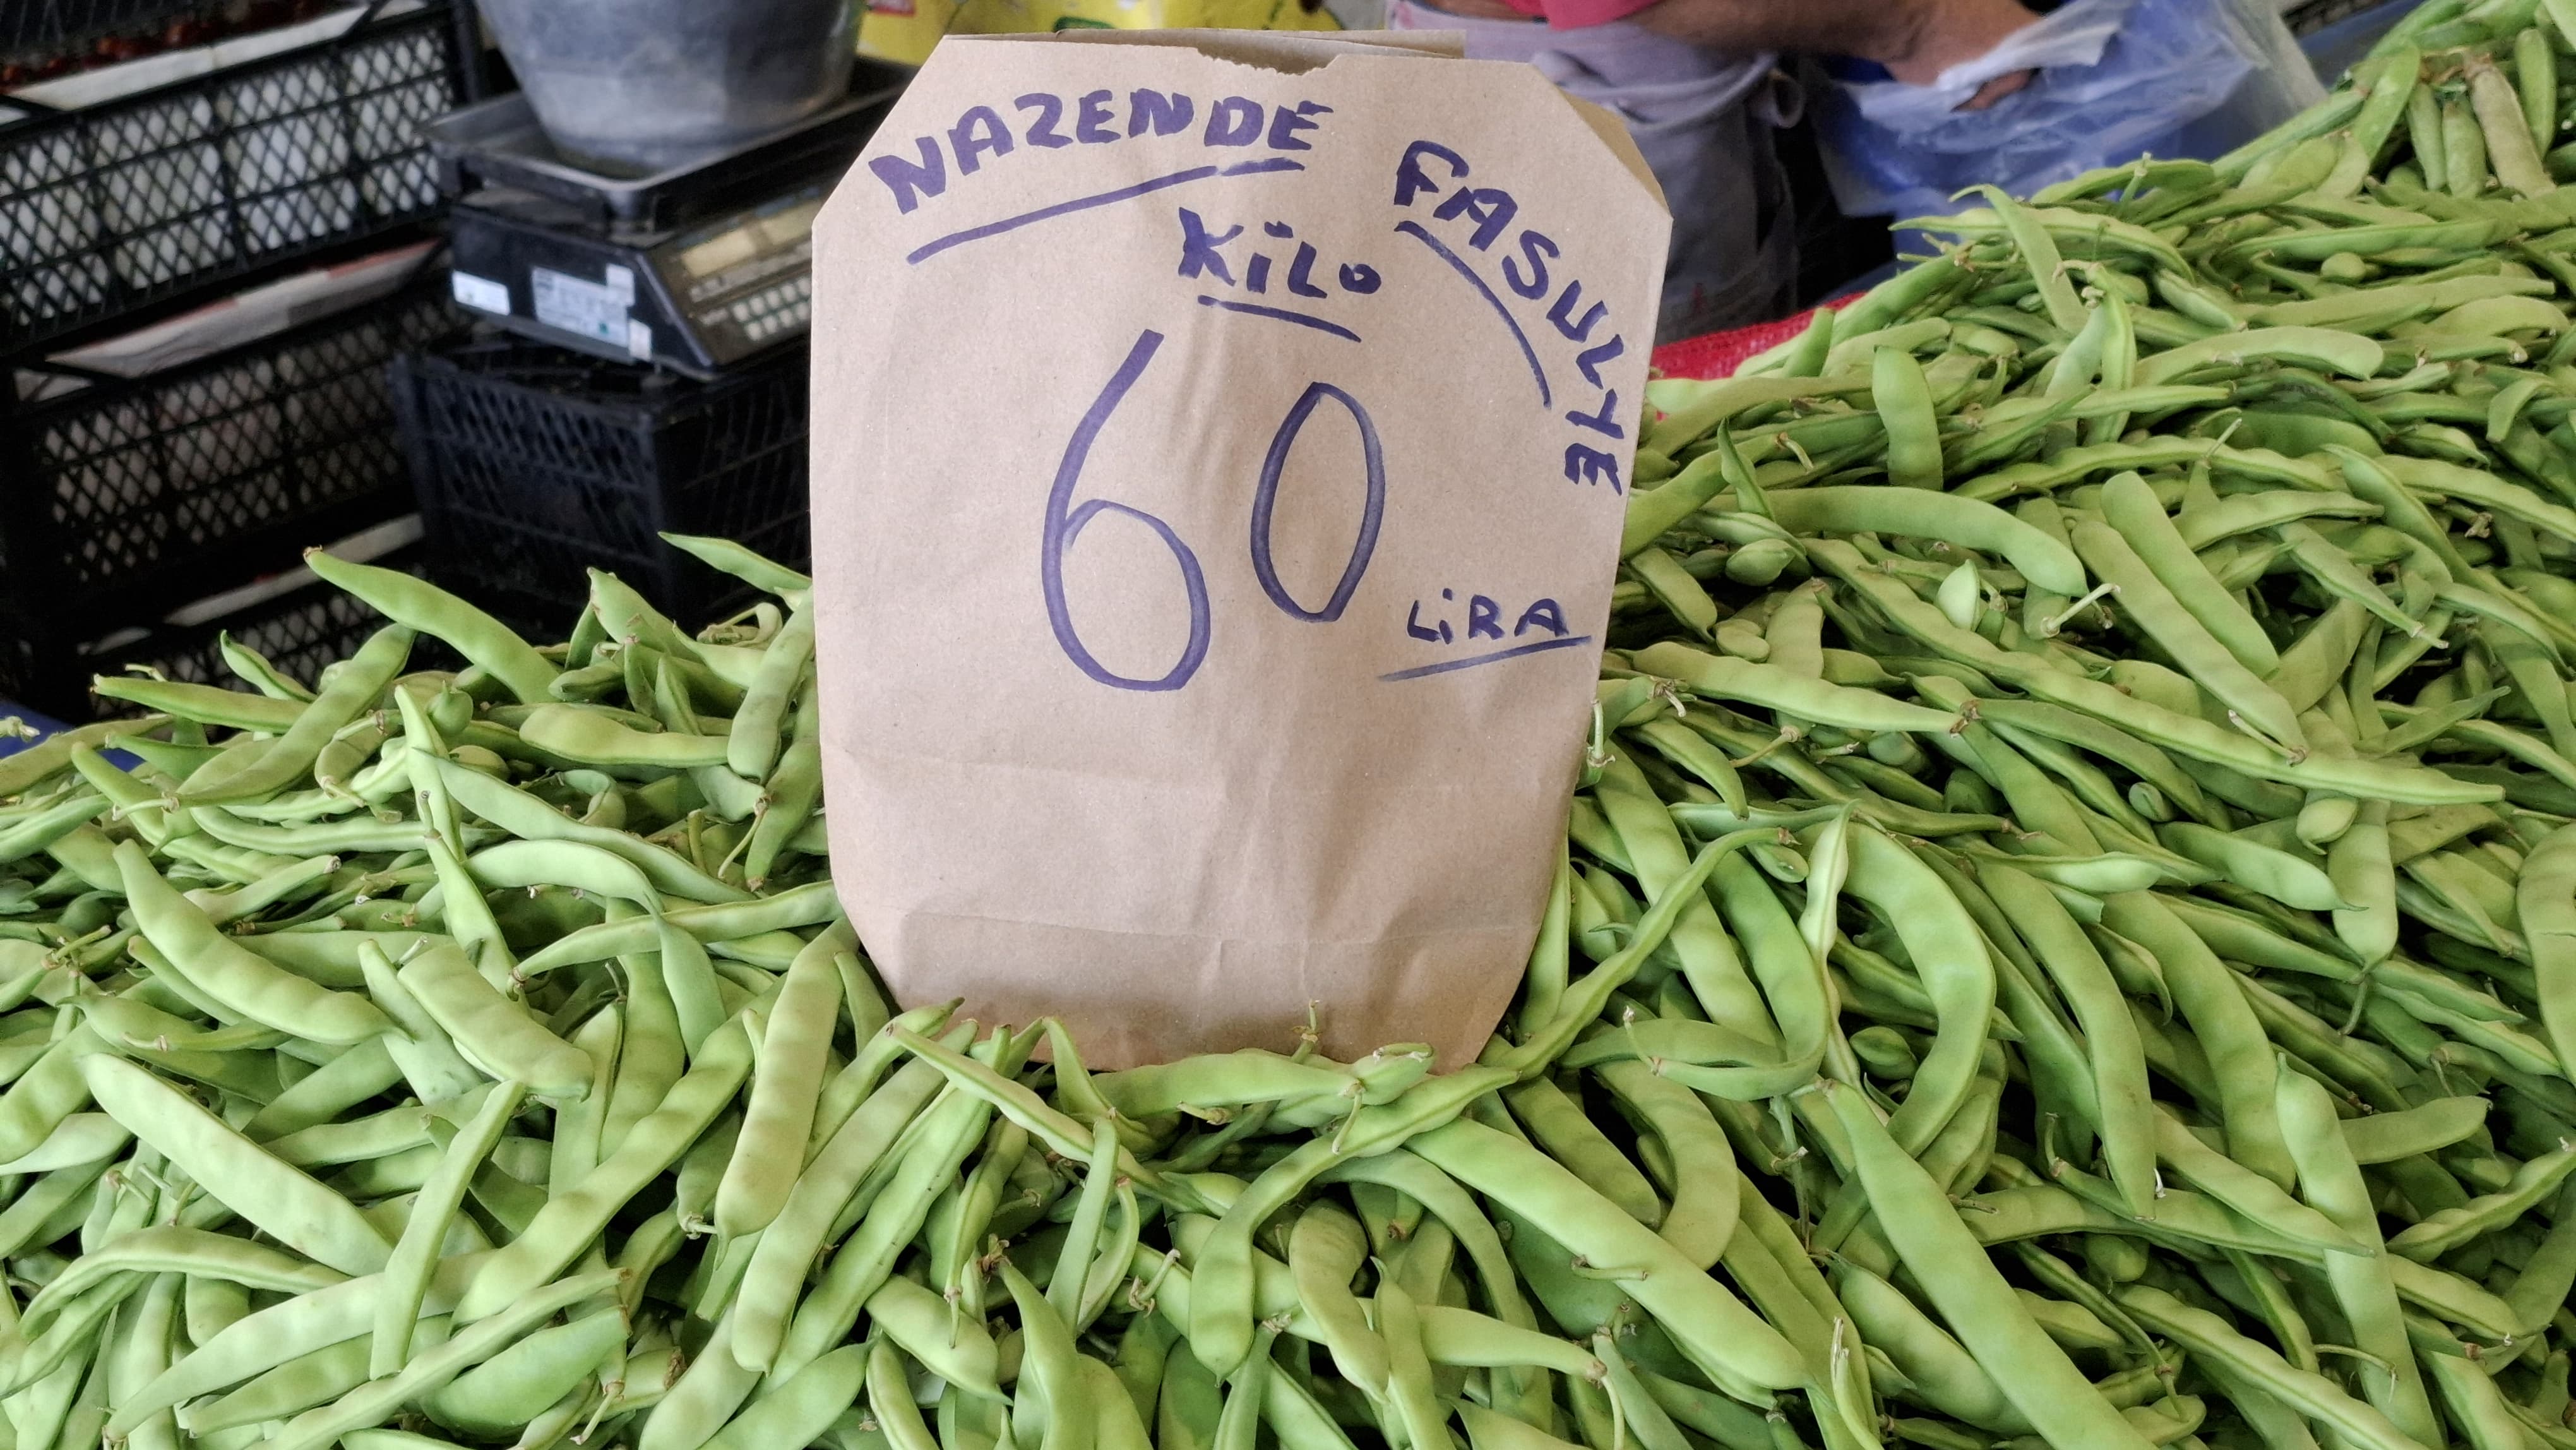 NAZENDE FASULYE
KİLO
60
LİRA